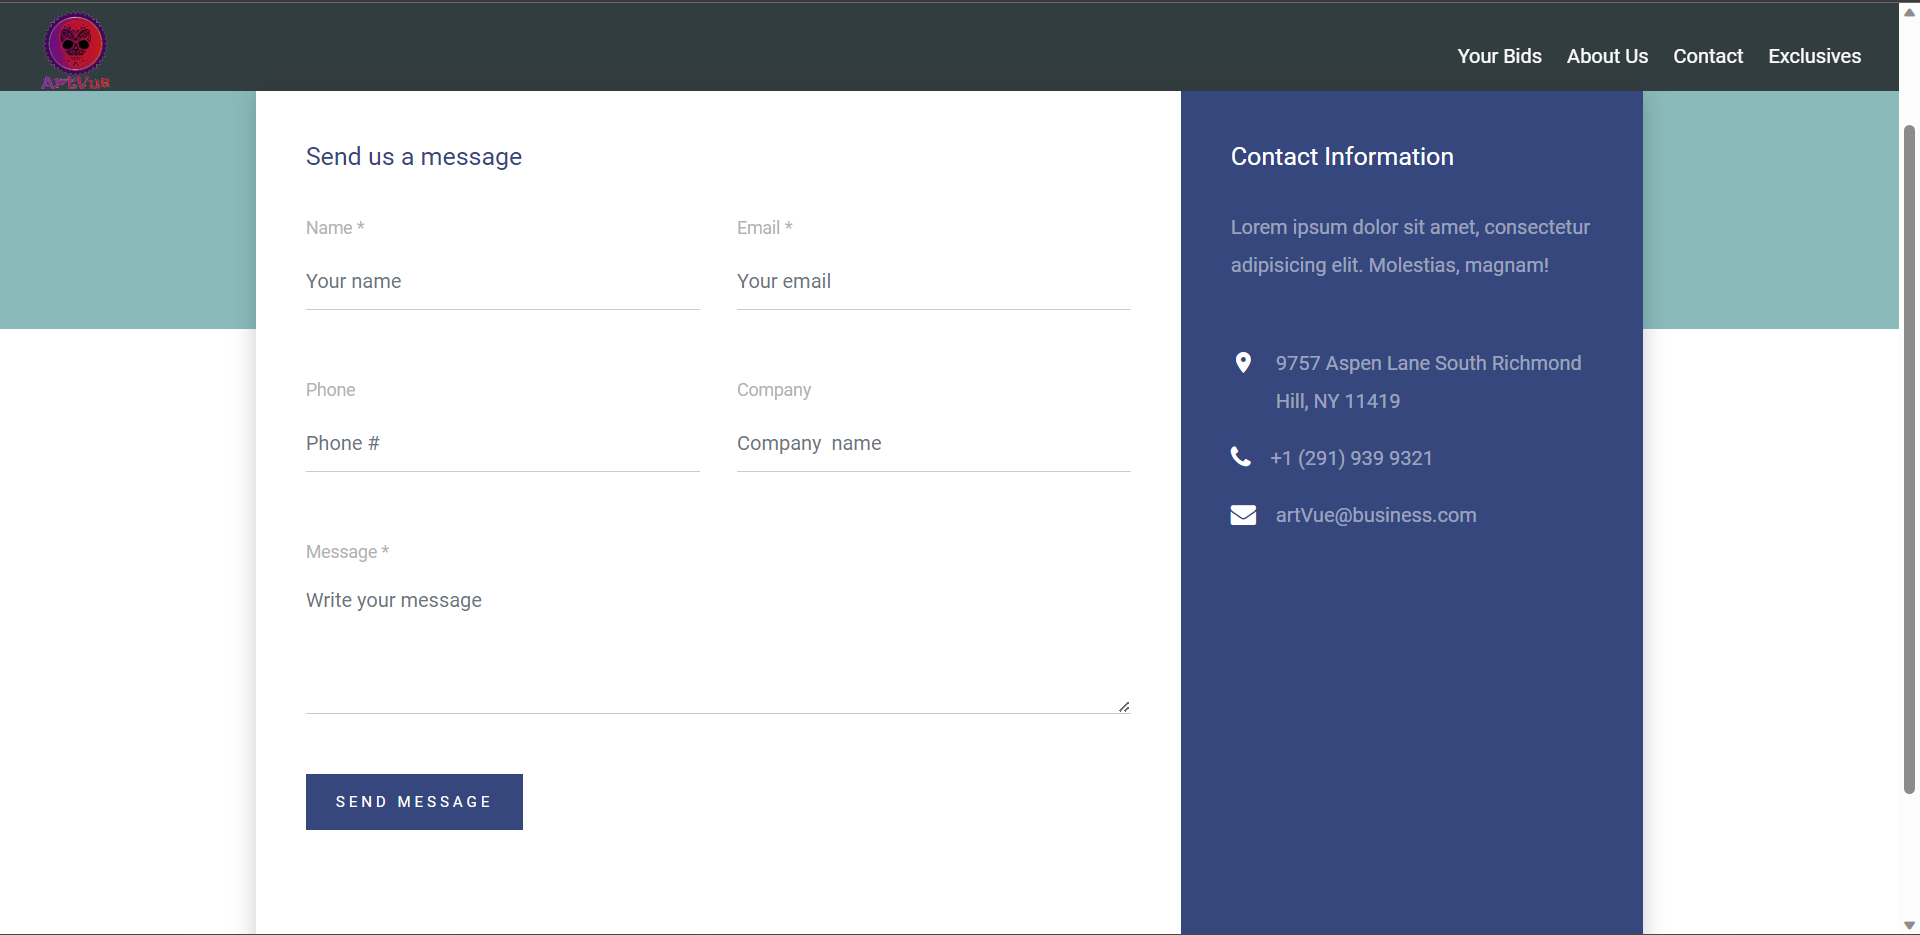 ArtVue
Your Bids About Us Contact Exclusives
Send us a message
Name * Email *
Your name Your email
Phone Company
Phone # Company  name
Message *
Write your message
SEND MESSAGE
Contact Information
Lorem ipsum dolor sit amet, consectetur
adipisicing elit. Molestias, magnam!
9757 Aspen Lane South Richmond
Hill, NY 11419
+1 (291) 939 9321
artVue@business.com